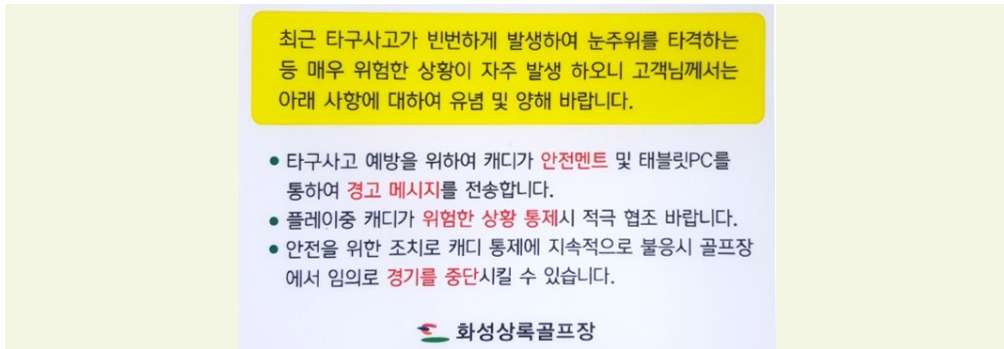 최근 타구사고가 빈번하게 발생하여 눈주위를 타격하는
등 매우 위험한 상황이 자주 발생 하오니 고객님께서는
아래 사항에 대하여 유념 및 양해 바랍니다.
• 타구사고 예방을 위하여 캐디가 안전멘트 및 태블릿PC를
통하여 경고 메시지를 전송합니다.
• 플레이중 캐디가 위험한 상황 통제시 적극 협조 바랍니다.
• 안전을 위한 조치로 캐디 통제에 지속적으로 불응시 골프장
에서 임의로 경기를 중단시킬 수 있습니다.
화성상록골프장